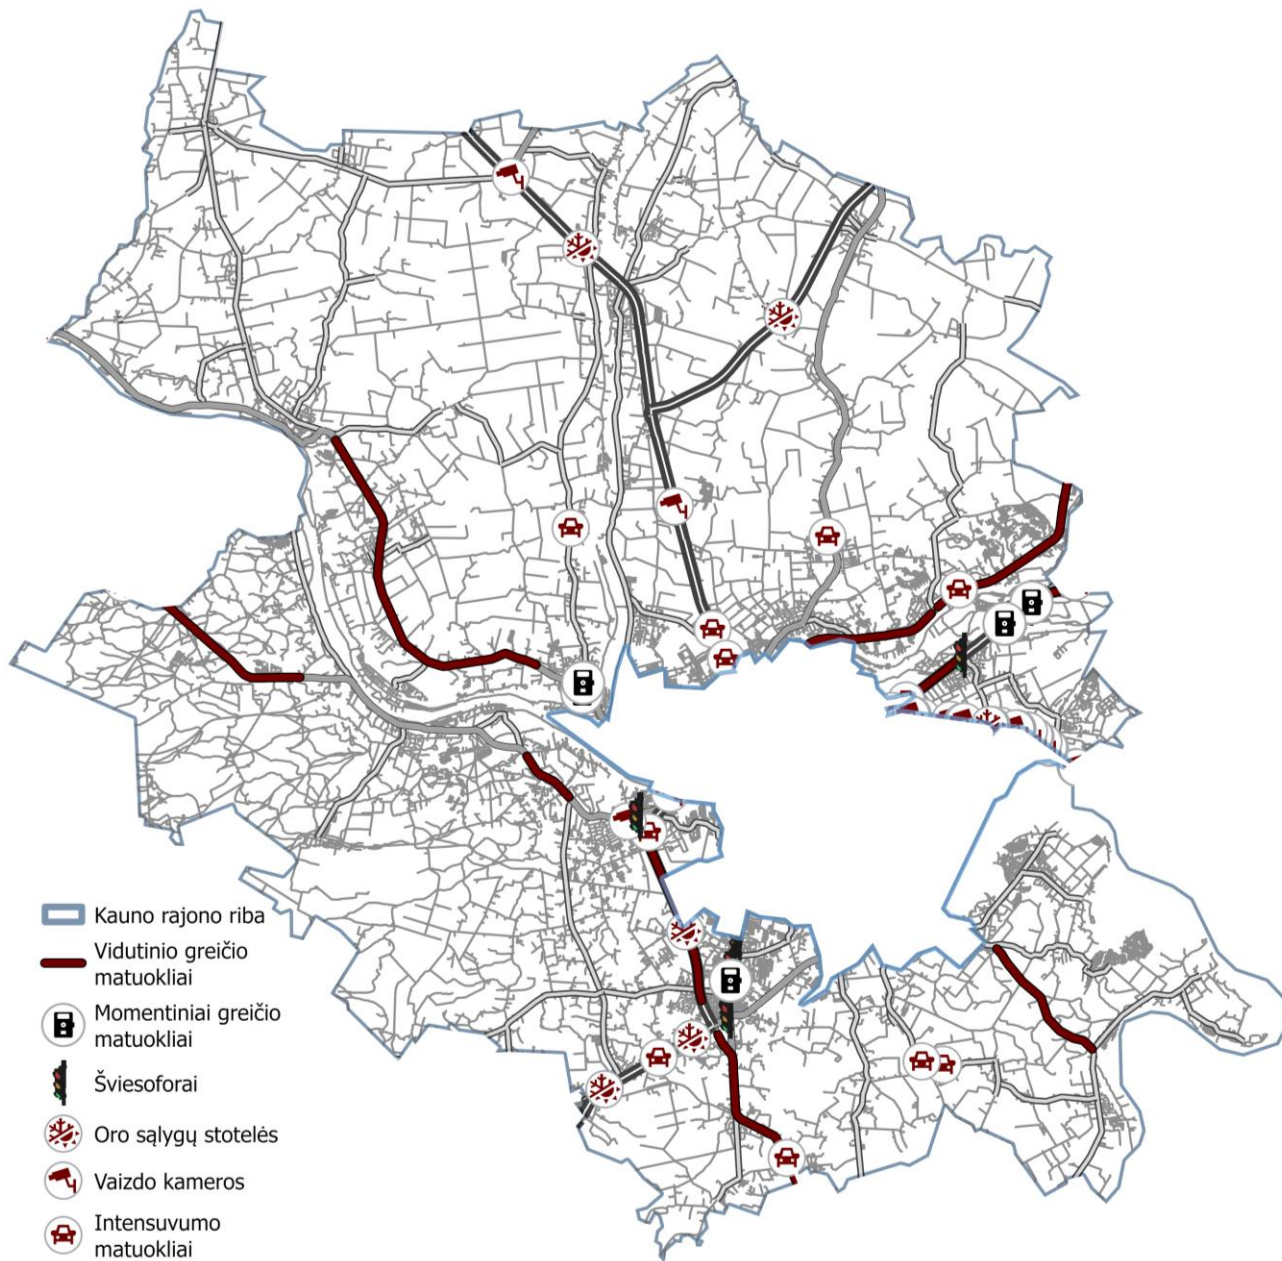 Kauno rajono riba
Vidutinio greičio
matuokliai
Momentiniai greičio
matuokliai
Šviesoforai
Oro sąlygų stotelės
Vaizdo kameros
Intensuvumo
matuokliai